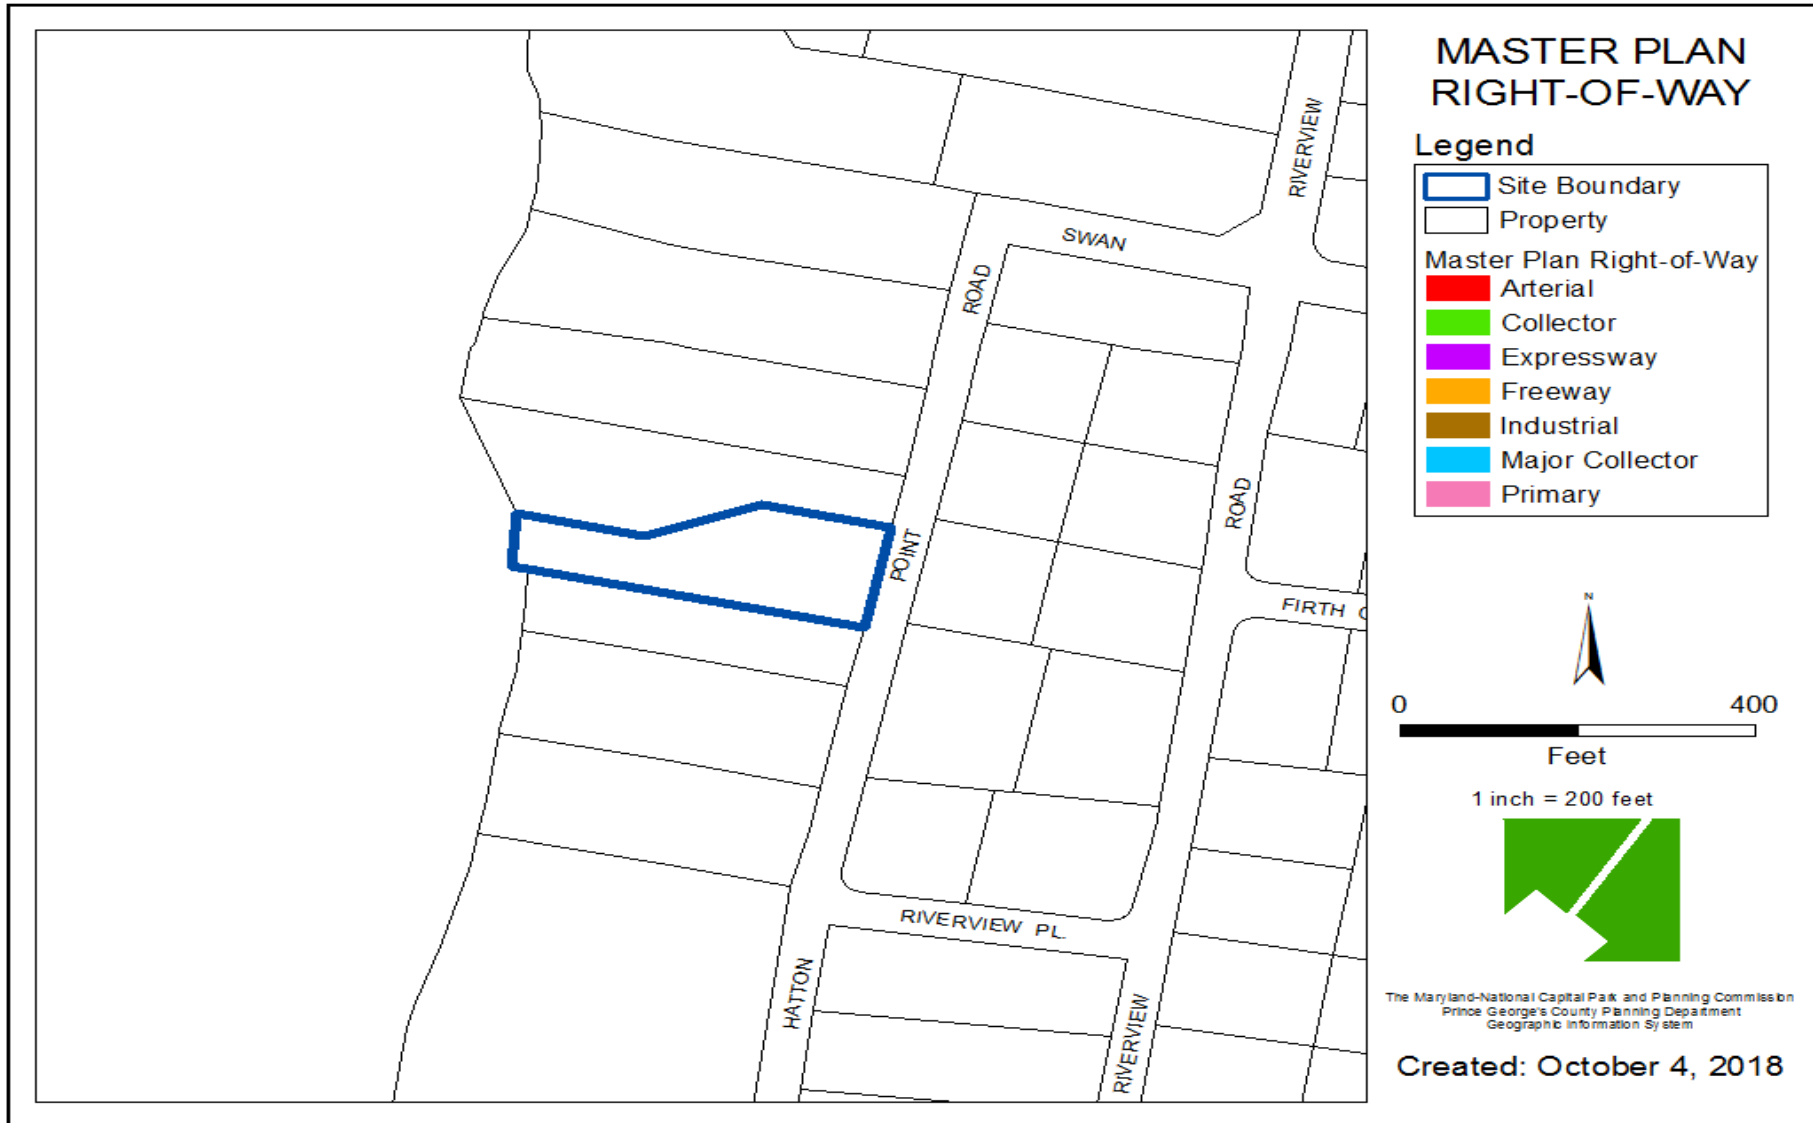 MASTER PLAN
RIGHT-OF-WAY
Legend
Site Boundary
Property
Master Plan Right-of-Way
Arterial
Collector
Expressway
Freeway
Industrial
Major Collector
Primary
N
0 400
Feet
1 inch = 200 feet
The Maryland-National Capital Park and Planning Commission
Prince George's County Planning Department
Geographic Information System
Created: October 4, 2018
RIVERVIEW
SWAN
ROAD
ROAD
POINT
FIRTH C
RIVERVIEW PL.
HATTON
RIVERVIEW